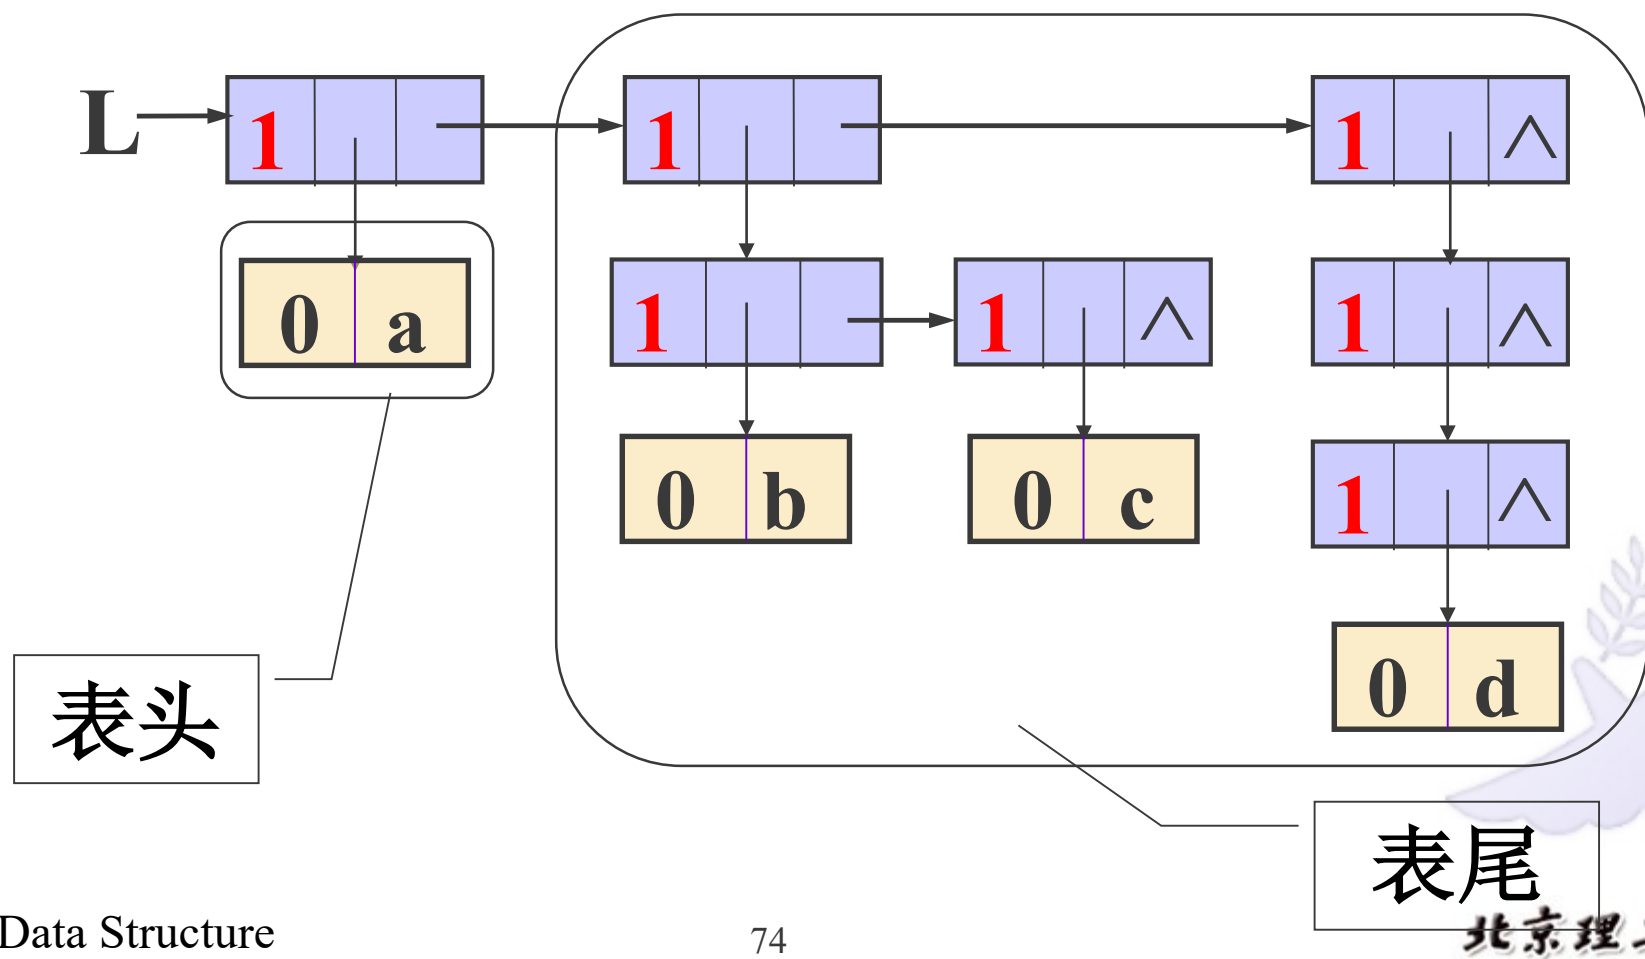 L 1 1 1 ^
0 a 1 1 ^ 1 ^
0 b 0 c 1 ^
0 d
表头
表尾
Data Structure 74 北京理